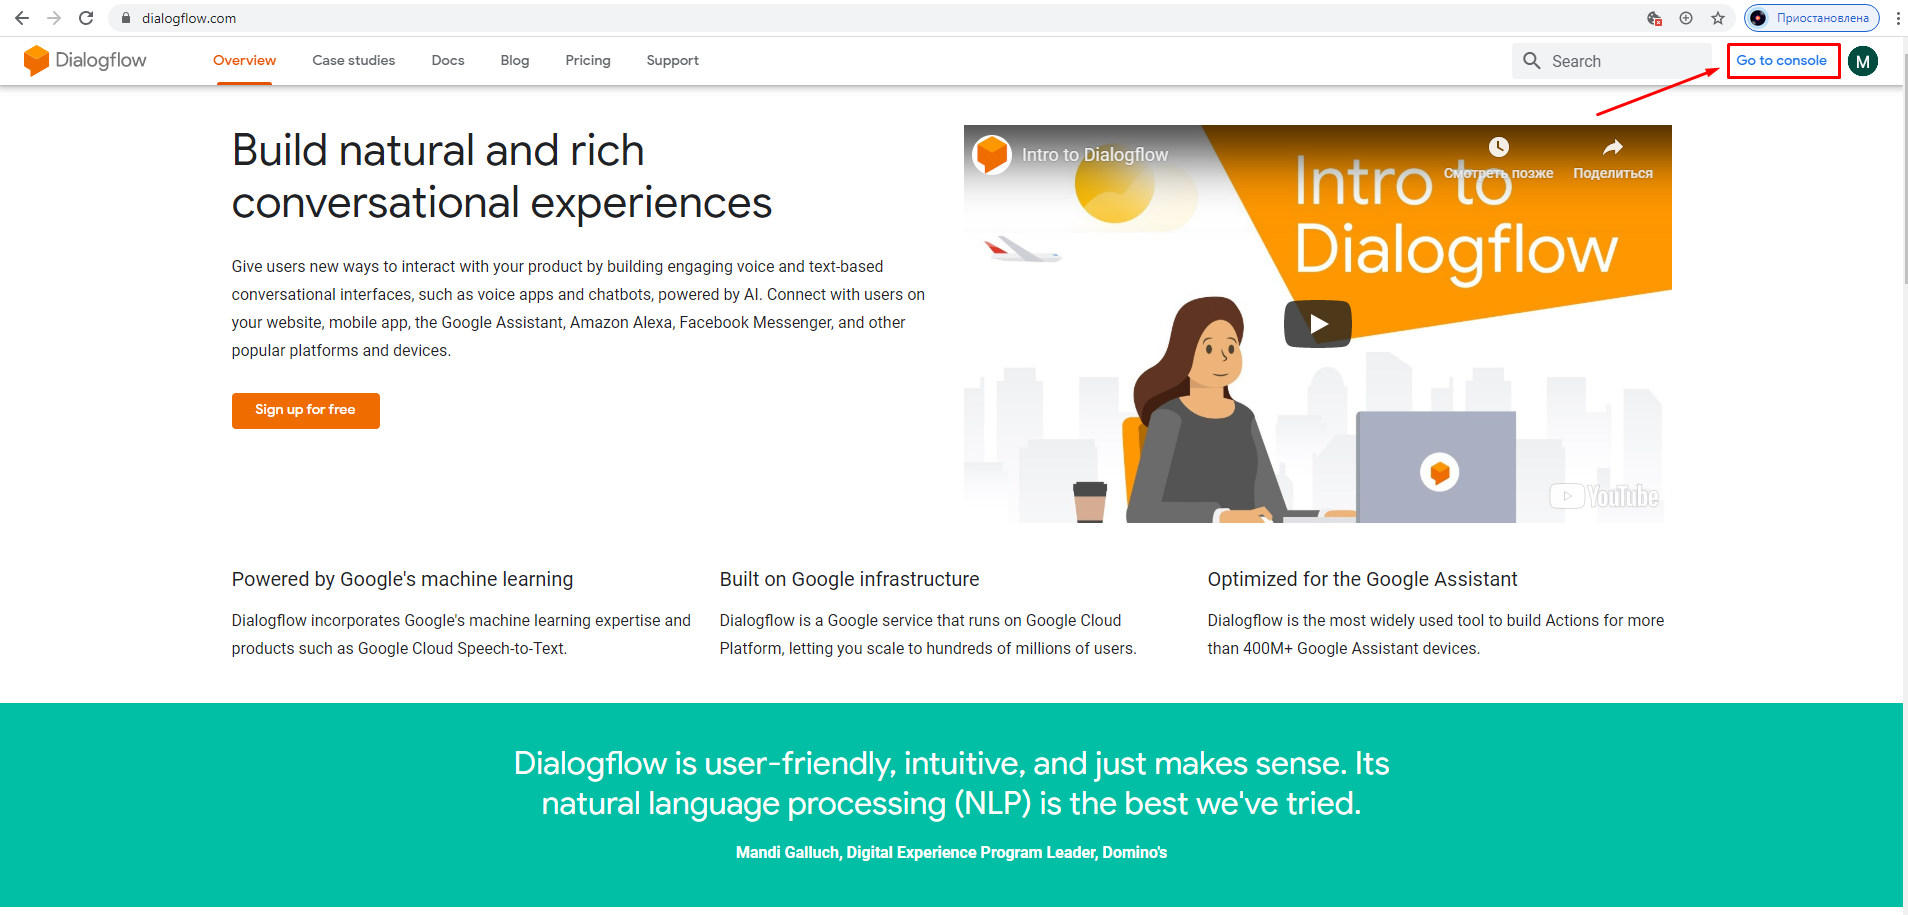 dialogflow.com
Приостановлена
Dialogflow
Overview
Case studies
Docs
Blog
Pricing
Support
Search
Go to console
M
Build natural and rich
conversational experiences
Give users new ways to interact with your product by building engaging voice and text-based
conversational interfaces, such as voice apps and chatbots, powered by AI. Connect with users on
your website, mobile app, the Google Assistant, Amazon Alexa, Facebook Messenger, and other
popular platforms and devices.
Sign up for free
Intro to Dialogflow
Смотреть позже
Поделиться
Intro to
Dialogflow
YouTube
Powered by Google's machine learning
Dialogflow incorporates Google's machine learning expertise and
products such as Google Cloud Speech-to-Text.
Built on Google infrastructure
Dialogflow is a Google service that runs on Google Cloud
Platform, letting you scale to hundreds of millions of users.
Optimized for the Google Assistant
Dialogflow is the most widely used tool to build Actions for more
than 400M+ Google Assistant devices.
Dialogflow is user-friendly, intuitive, and just makes sense. Its
natural language processing (NLP) is the best we've tried.
Mandi Galluch, Digital Experience Program Leader, Domino's